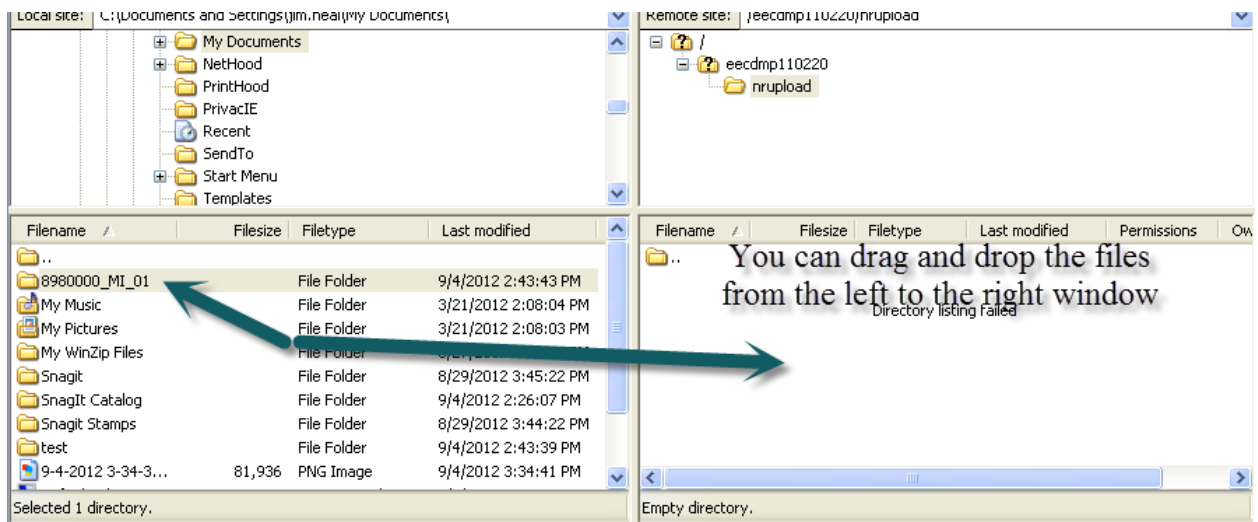 Local site: C:\Documents and Settings\jim.neal\My Documents\
My Documents
NetHood
PrintHood
PrivacIE
Recent
SendTo
Start Menu
Templates
Remote site: /eecdmp110220/nrupload
/
eecdmp110220
nrupload
Filename Filesize Filetype Last modified
..
8980000_MI_01 File Folder 9/4/2012 2:43:43 PM
My Music File Folder 3/21/2012 2:08:04 PM
My Pictures File Folder 3/21/2012 2:08:03 PM
My WinZip Files File Folder PM
Snagit File Folder 8/29/2012 3:45:22 PM
SnagIt Catalog File Folder 9/4/2012 2:26:07 PM
Snagit Stamps File Folder 8/29/2012 3:44:22 PM
test File Folder 9/4/2012 2:43:39 PM
9-4-2012 3-34-3... 81,936 PNG Image 9/4/2012 3:34:41 PM
Selected 1 directory.
Filename Filesize Filetype Last modified Permissions Ow
..
You can drag and drop the files
from the left to the right window
Directory listing failed
Empty directory.